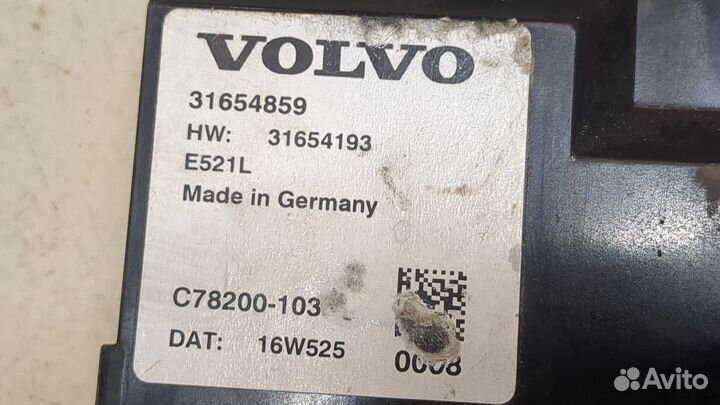 VOLVO
31654859
HW: 31654193
E521L
Made in Germany
C78200-103
DAT: 16W525
0008
Avito